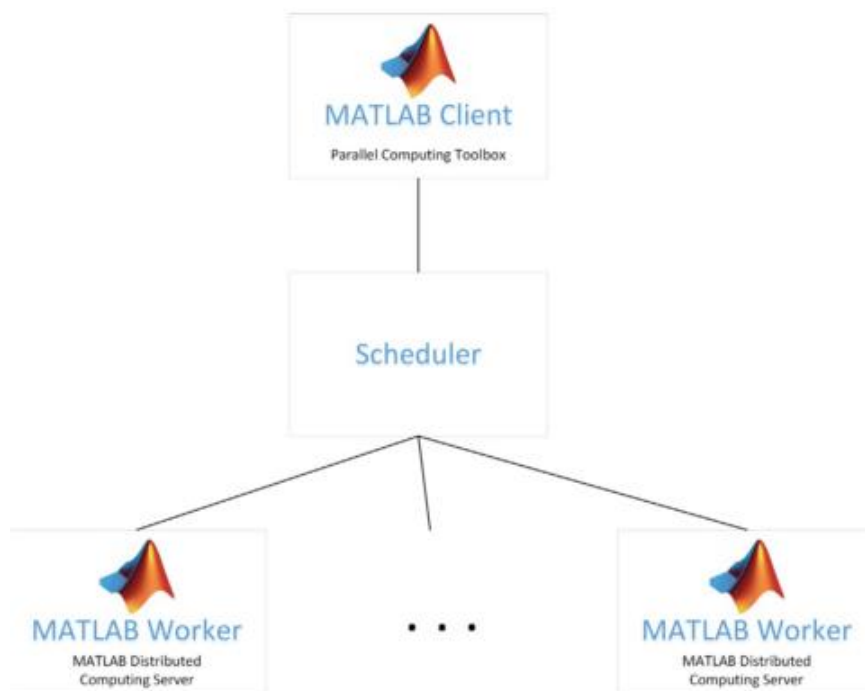 MATLAB Client
Parallel Computing Toolbox
Scheduler
. . .
MATLAB Worker
MATLAB Distributed
Computing Server
MATLAB Worker
MATLAB Distributed
Computing Server